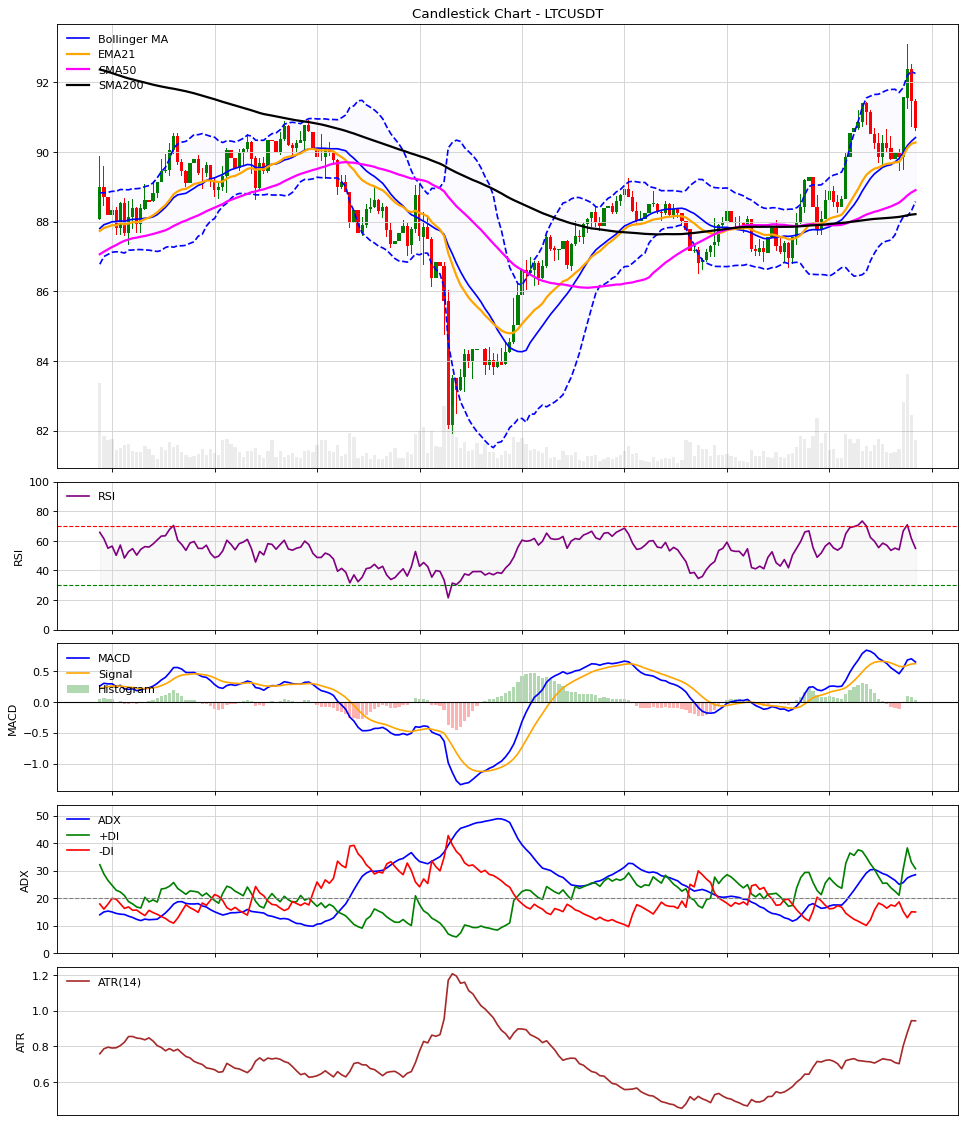 Candlestick Chart - LTCUSDT
Bollinger MA
EMA21
SMA50
SMA200
92
90
88
86
84
82
RSI
RSI
100
80
60
40
20
0
MACD
Signal
Histogram
MACD
0.5
0.0
−0.5
−1.0
ADX
+DI
-DI
ADX
50
40
30
20
10
0
ATR(14)
ATR
1.2
1.0
0.8
0.6